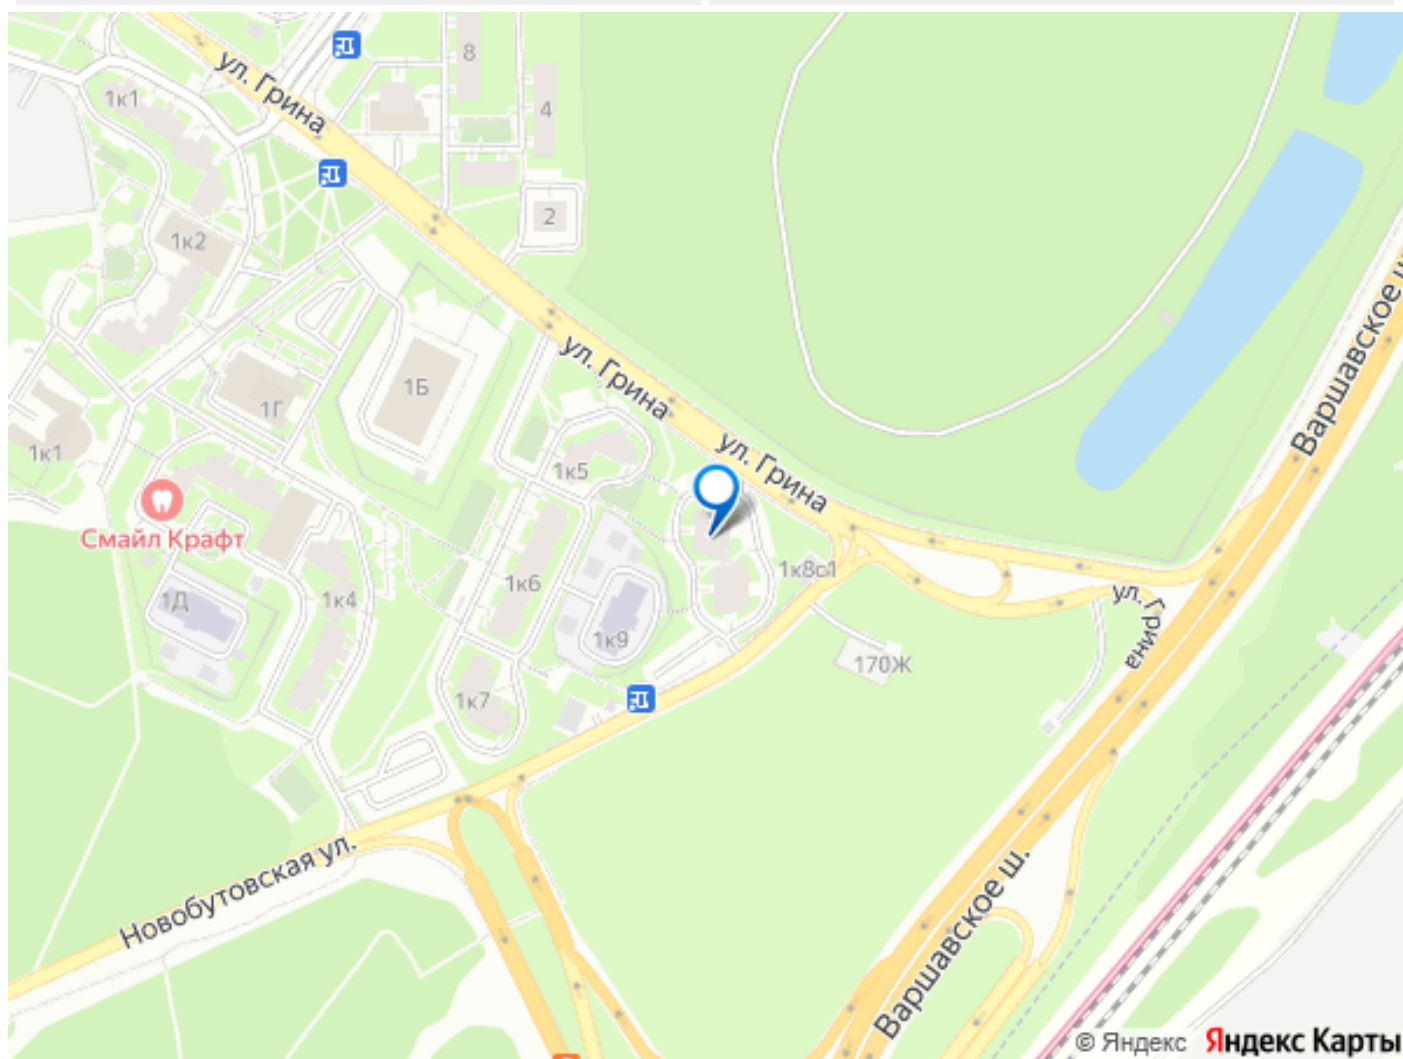 ул. Грина
8
1к1
4
2
1к2
Варшавское ш.
ул. Грина
1Б
1Г
ул. Грина
1к1
1к5
Смайл Крафт
1к8с1
1к6
1к4
1Д
ул. Грина
1к9
170Ж
1к7
Новобутовская ул.
Варшавское ш.
© Яндекс Яндекс Карты